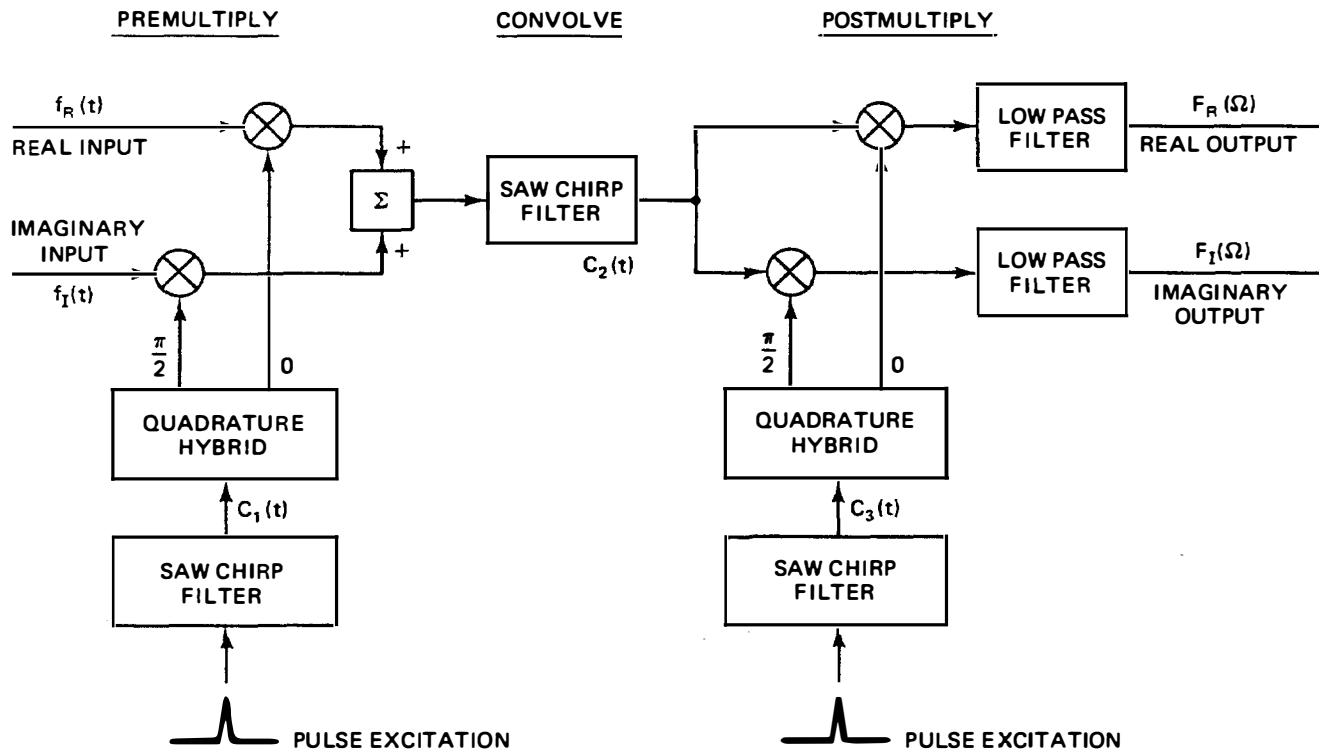 PREMULTIPLY
CONVOLVE
POSTMULTIPLY
f_R (t)
REAL INPUT
+
Σ
+
IMAGINARY
INPUT
f_I(t)
SAW CHIRP
FILTER
C_2(t)
LOW PASS
FILTER
F_R (Ω)
REAL OUTPUT
LOW PASS
FILTER
F_I(Ω)
IMAGINARY
OUTPUT
π/2
0
QUADRATURE
HYBRID
C_1(t)
SAW CHIRP
FILTER
PULSE EXCITATION
π/2
0
QUADRATURE
HYBRID
C_3(t)
SAW CHIRP
FILTER
PULSE EXCITATION